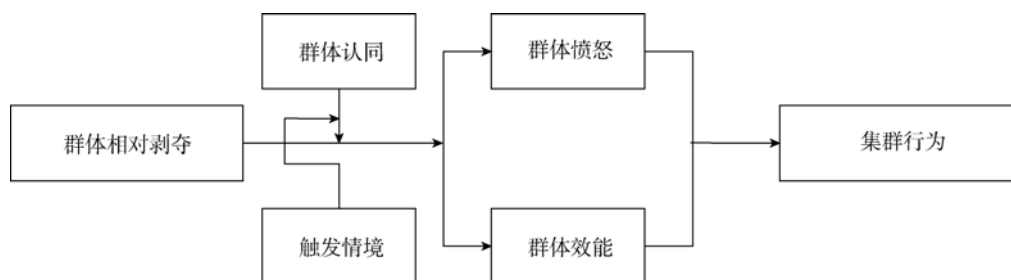 群体认同
群体愤怒
群体相对剥夺
集群行为
触发情境
群体效能